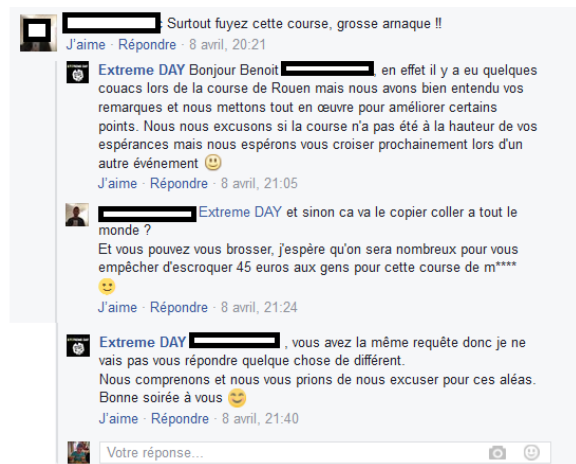 : Surtout fuyez cette course, grosse arnaque !!
J'aime · Répondre · 8 avril, 20:21
Extreme DAY Bonjour Benoit , en effet il y a eu quelques
couacs lors de la course de Rouen mais nous avons bien entendu vos
remarques et nous mettons tout en œuvre pour améliorer certains
points. Nous nous excusons si la course n'a pas été à la hauteur de vos
espérances mais nous espérons vous croiser prochainement lors d'un
autre événement
J'aime · Répondre · 8 avril, 21:05
Extreme DAY et sinon ca va le copier coller a tout le
monde ?
Et vous pouvez vous brosser, j'espère qu'on sera nombreux pour vous
empêcher d'escroquer 45 euros aux gens pour cette course de m****
J'aime · Répondre · 8 avril, 21:24
Extreme DAY , vous avez la même requête donc je ne
vais pas vous répondre quelque chose de différent.
Nous comprenons et nous vous prions de nous excuser pour ces aléas.
Bonne soirée à vous
J'aime · Répondre · 8 avril, 21:40
Votre réponse...